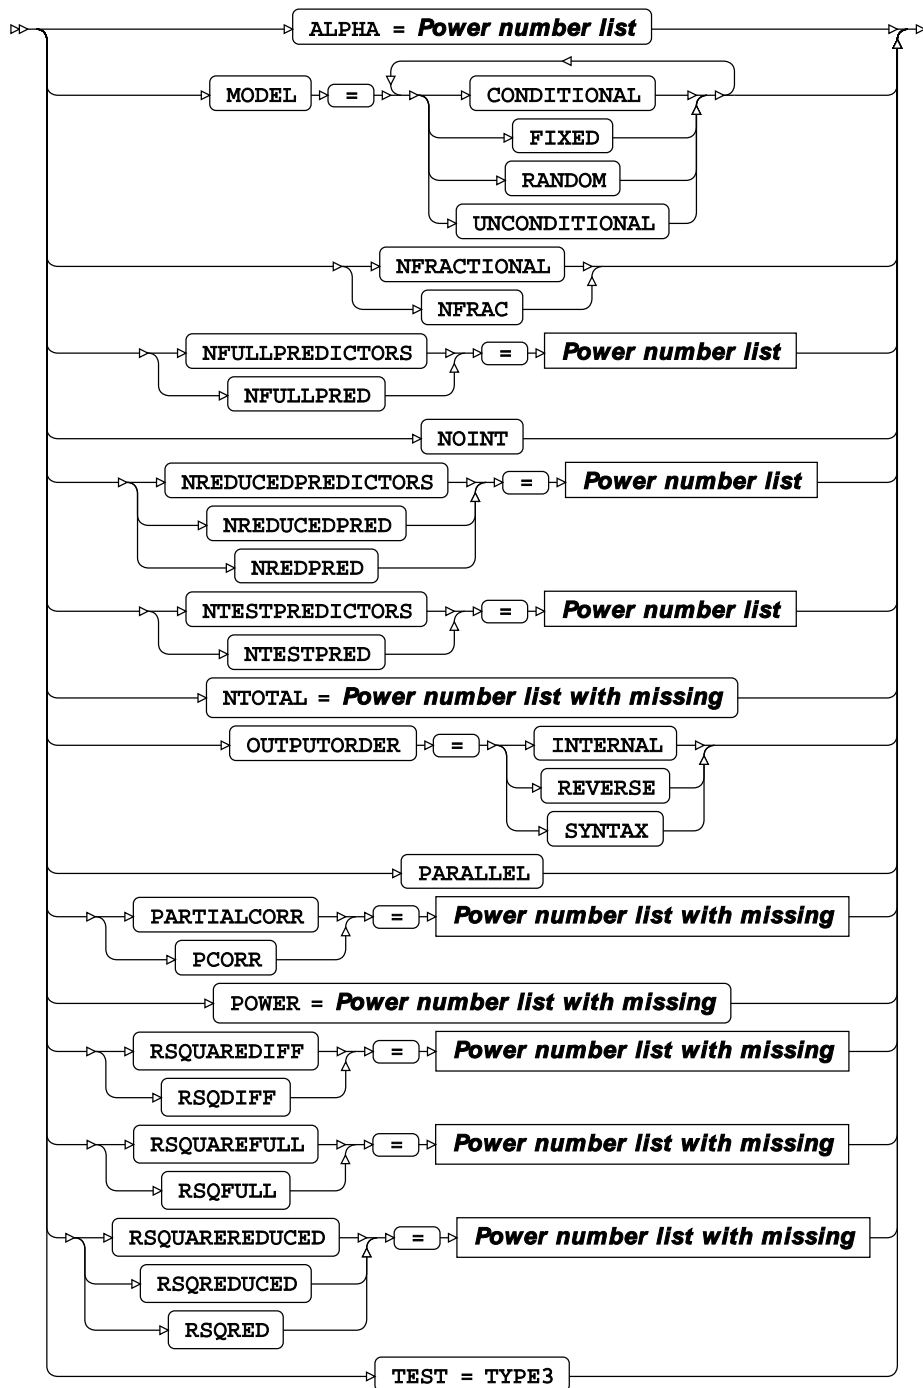 ALPHA = Power number list
MODEL = CONDITIONAL
FIXED
RANDOM
UNCONDITIONAL
NFRACTIONAL
NFRAC
NFULLPREDICTORS = Power number list
NFULLPRED
NOINT
NREDUCEDPREDICTORS = Power number list
NREDUCEDPRED
NREDPRED
NTESTPREDICTORS = Power number list
NTESTPRED
NTOTAL = Power number list with missing
OUTPUTORDER = INTERNAL
REVERSE
SYNTAX
PARALLEL
PARTIALCORR = Power number list with missing
PCORR
POWER = Power number list with missing
RSQUAREDIFF = Power number list with missing
RSQDIFF
RSQUAREFULL = Power number list with missing
RSQFULL
RSQUAREREDUCED = Power number list with missing
RSQREDUCED
RSQRED
TEST = TYPE3